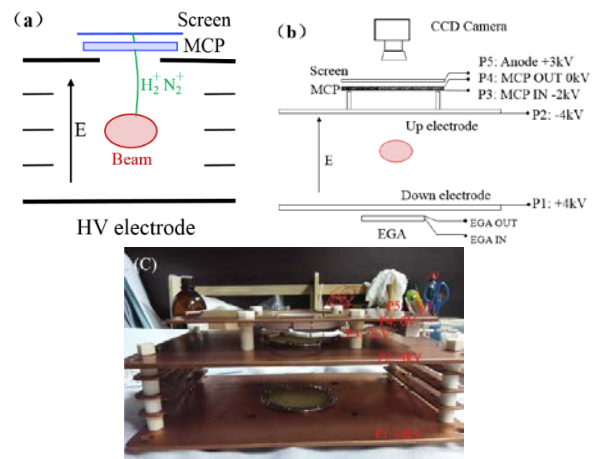 (a)
Screen
MCP
H₂⁺ N₂⁺
E
Beam
HV electrode
(b)
CCD Camera
P5: Anode +3kV
Screen
P4: MCP OUT 0kV
MCP
P3: MCP IN -2kV
P2: -4kV
Up electrode
E
Down electrode
P1: +4kV
EGA OUT
EGA
EGA IN
(C)
P5